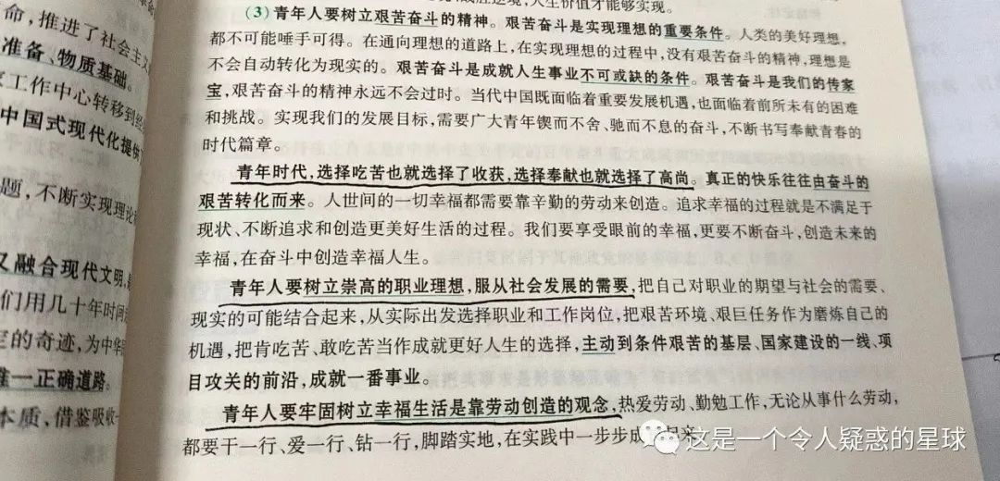 和战胜逆境,人生价值才能够实现。
(3)青年人要树立艰苦奋斗的精神。艰苦奋斗是实现理想的重要条件。人类的美好理想,
都不可能唾手可得。在通向理想的道路上,在实现理想的过程中,没有艰苦奋斗的精神,理想是
不会自动转化为现实的。艰苦奋斗是成就人生事业不可或缺的条件。艰苦奋斗是我们的传家
宝,艰苦奋斗的精神永远不会过时。当代中国既面临着重要发展机遇,也面临着前所未有的困难
和挑战。实现我们的发展目标,需要广大青年锲而不舍、驰而不息的奋斗,不断书写奉献青春的
时代篇章。
青年时代,选择吃苦也就选择了收获,选择奉献也就选择了高尚。真正的快乐往往由奋斗的
艰苦转化而来。人世间的一切幸福都需要靠辛勤的劳动来创造。追求幸福的过程就是不满足于
现状、不断追求和创造更美好生活的过程。我们要享受眼前的幸福,更要不断奋斗,创造未来的
幸福,在奋斗中创造幸福人生。
青年人要树立崇高的职业理想,服从社会发展的需要,把自己对职业的期望与社会的需要、
现实的可能结合起来,从实际出发选择职业和工作岗位,把艰苦环境、艰巨任务作为磨炼自己的
机遇,把肯吃苦、敢吃苦当作成就更好人生的选择,主动到条件艰苦的基层、国家建设的一线、项
目攻关的前沿,成就一番事业。
青年人要牢固树立幸福生活是靠劳动创造的观念,热爱劳动、勤勉工作,无论从事什么劳动,
都要干一行、爱一行、钻一行,脚踏实地,在实践中一步步成
起来
命,推进了社会主义
准备、物质基础。
工作中心转移到经
中国式现代化提供
题,不断实现理论
又融合现代文明,
们用几十年时间
定的奇迹,为中华
唯一正确道路。
本质,借鉴吸收一
这是一个令人疑惑的星球